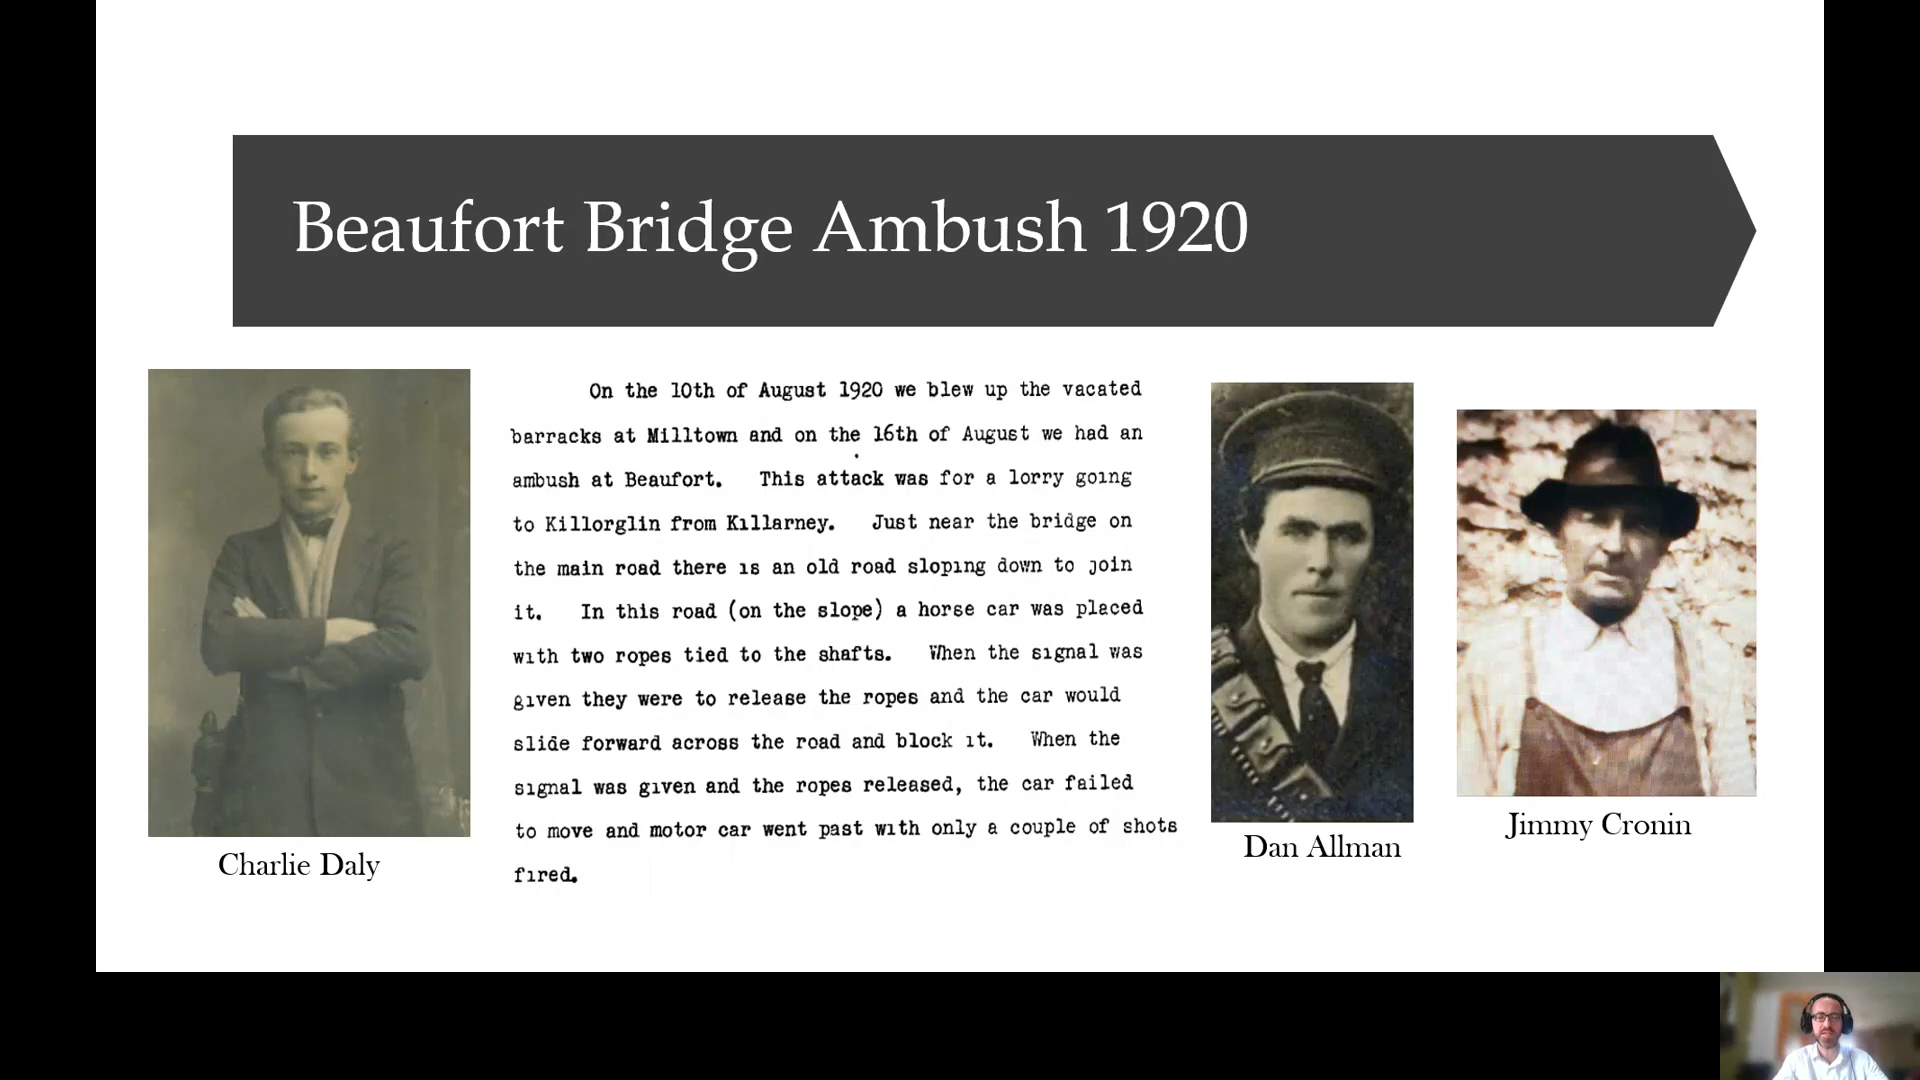 Beaufort Bridge Ambush 1920
On the 10th of August 1920 we blew up the vacated
barracks at Milltown and on the 16th of August we had an
ambush at Beaufort. This attack was for a lorry going
to Killorglin from Killarney. Just near the bridge on
the main road there is an old road sloping down to join
it. In this road (on the slope) a horse car was placed
with two ropes tied to the shafts. When the signal was
given they were to release the ropes and the car would
slide forward across the road and block it. When the
signal was given and the ropes released, the car failed
to move and motor car went past with only a couple of shots
fired.
Charlie Daly
Dan Allman
Jimmy Cronin